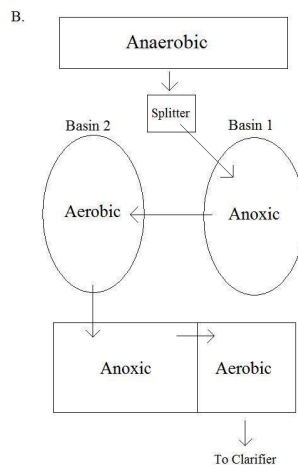 B.
Anaerobic
Splitter
Basin 2
Basin 1
Aerobic
Anoxic
Anoxic
Aerobic
To Clarifier